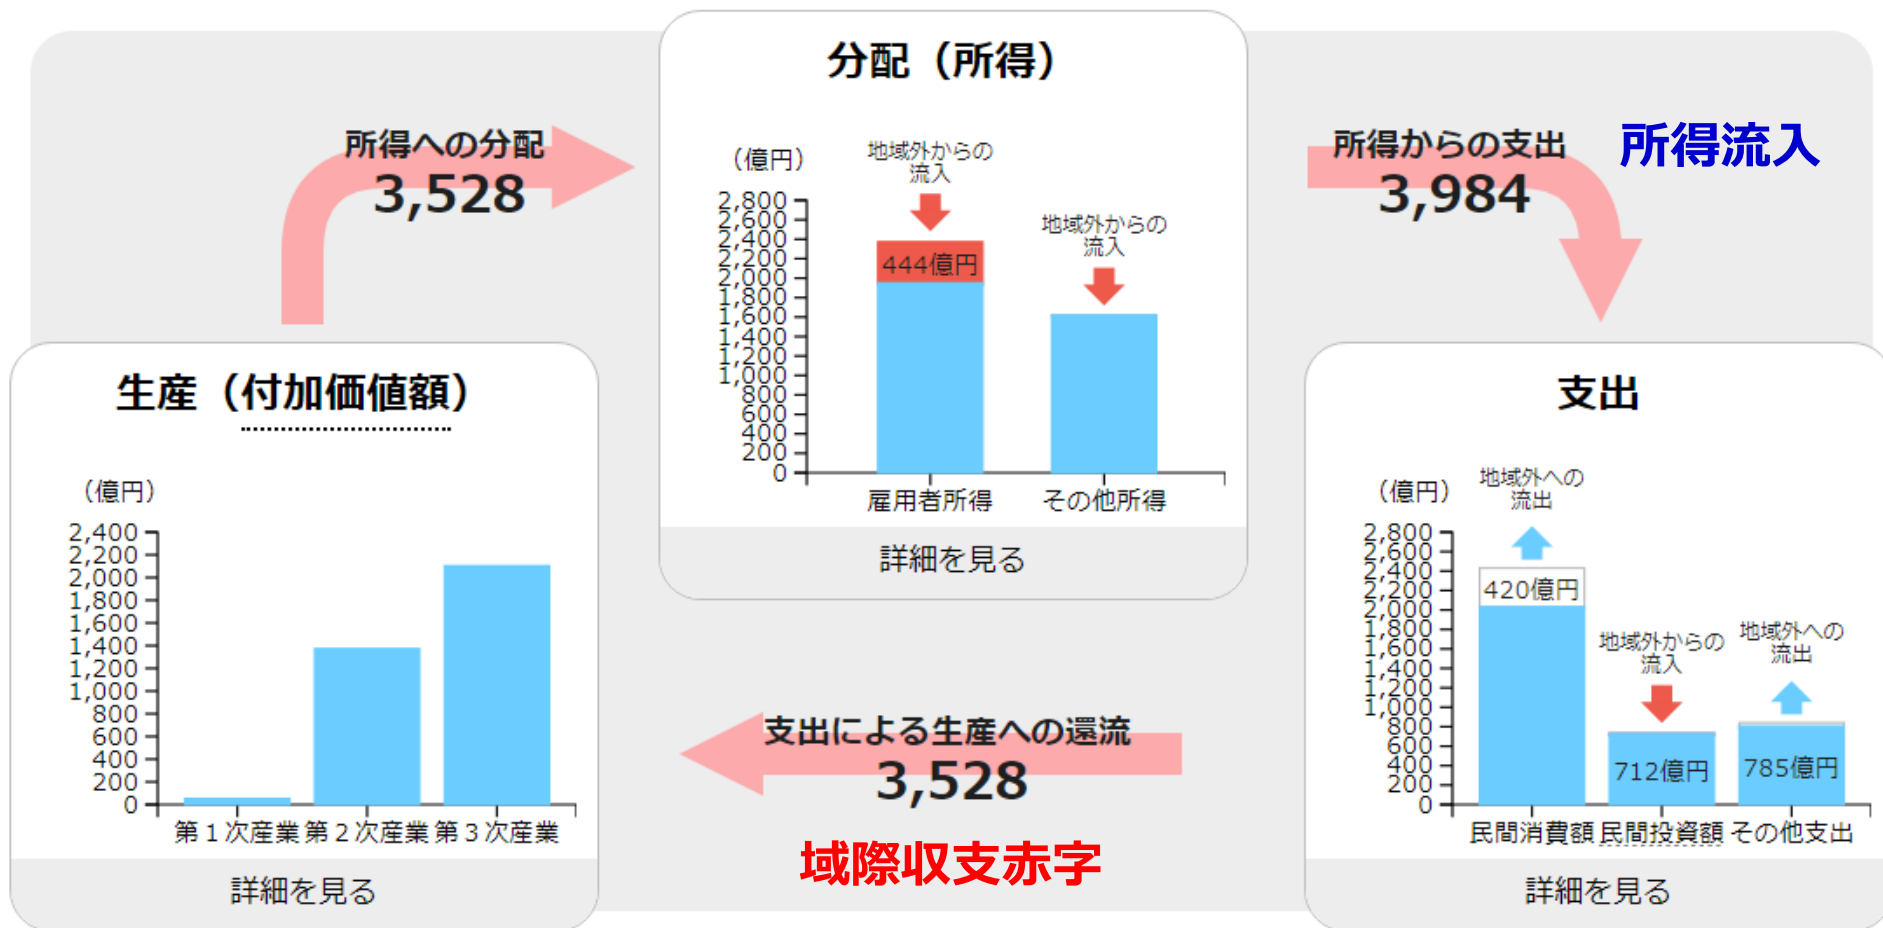 分配（所得）
所得への分配
3,528
（億円）
地域外からの
流入
地域外からの
流入
2,800
2,600
2,400
2,200
2,000
1,800
1,600
1,400
1,200
1,000
800
600
400
200
0
444億円
雇用者所得
その他所得
詳細を見る
所得からの支出
3,984
所得流入
生産（付加価値額）
（億円）
2,400
2,200
2,000
1,800
1,600
1,400
1,200
1,000
800
600
400
200
0
第１次産業
第２次産業
第３次産業
詳細を見る
支出による生産への還流
3,528
域際収支赤字
支出
（億円）
地域外への
流出
地域外からの
流入
地域外への
流出
2,800
2,600
2,400
2,200
2,000
1,800
1,600
1,400
1,200
1,000
800
600
400
200
0
420億円
712億円
785億円
民間消費額
民間投資額
その他支出
詳細を見る